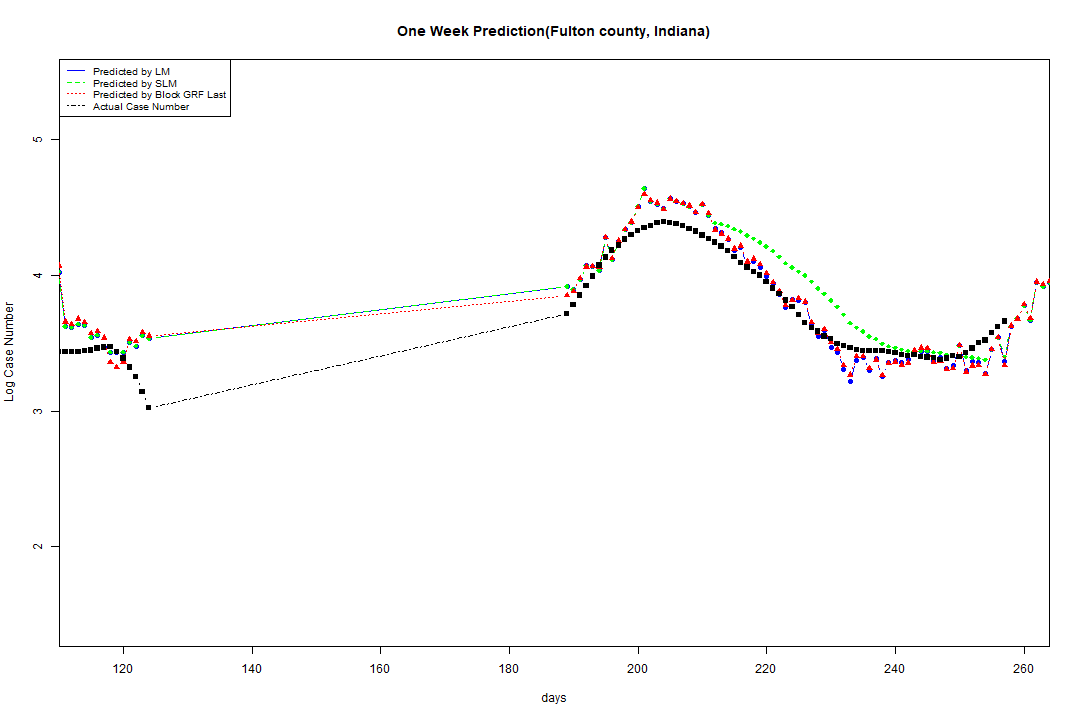 One Week Prediction(Fulton county, Indiana)
Predicted by LM
Predicted by SLM
Predicted by Block GRF Last
Actual Case Number
Log Case Number
5
4
3
2
120 140 160 180 200 220 240 260
days